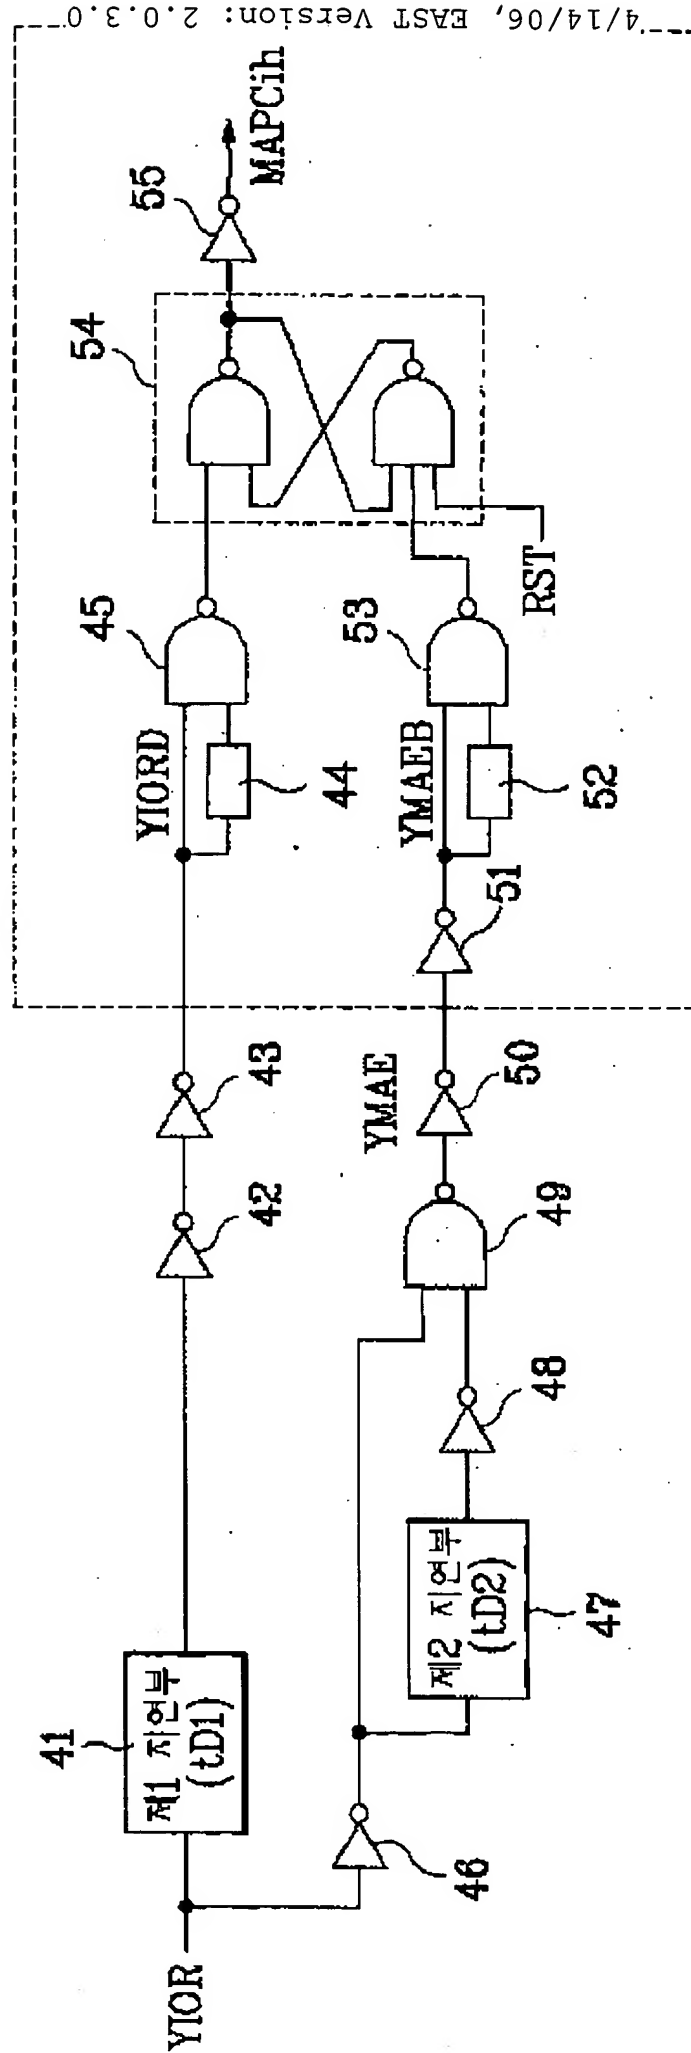 4/14/06, EAST Version: 2.0.3.0
YIOR
41
제1 지연부
(tD1)
42
43
YIORD
44
45
54
55
MAPCih
46
제2 지연부
(tD2)
47
48
49
YMAE
50
51
YMAEB
52
53
RST